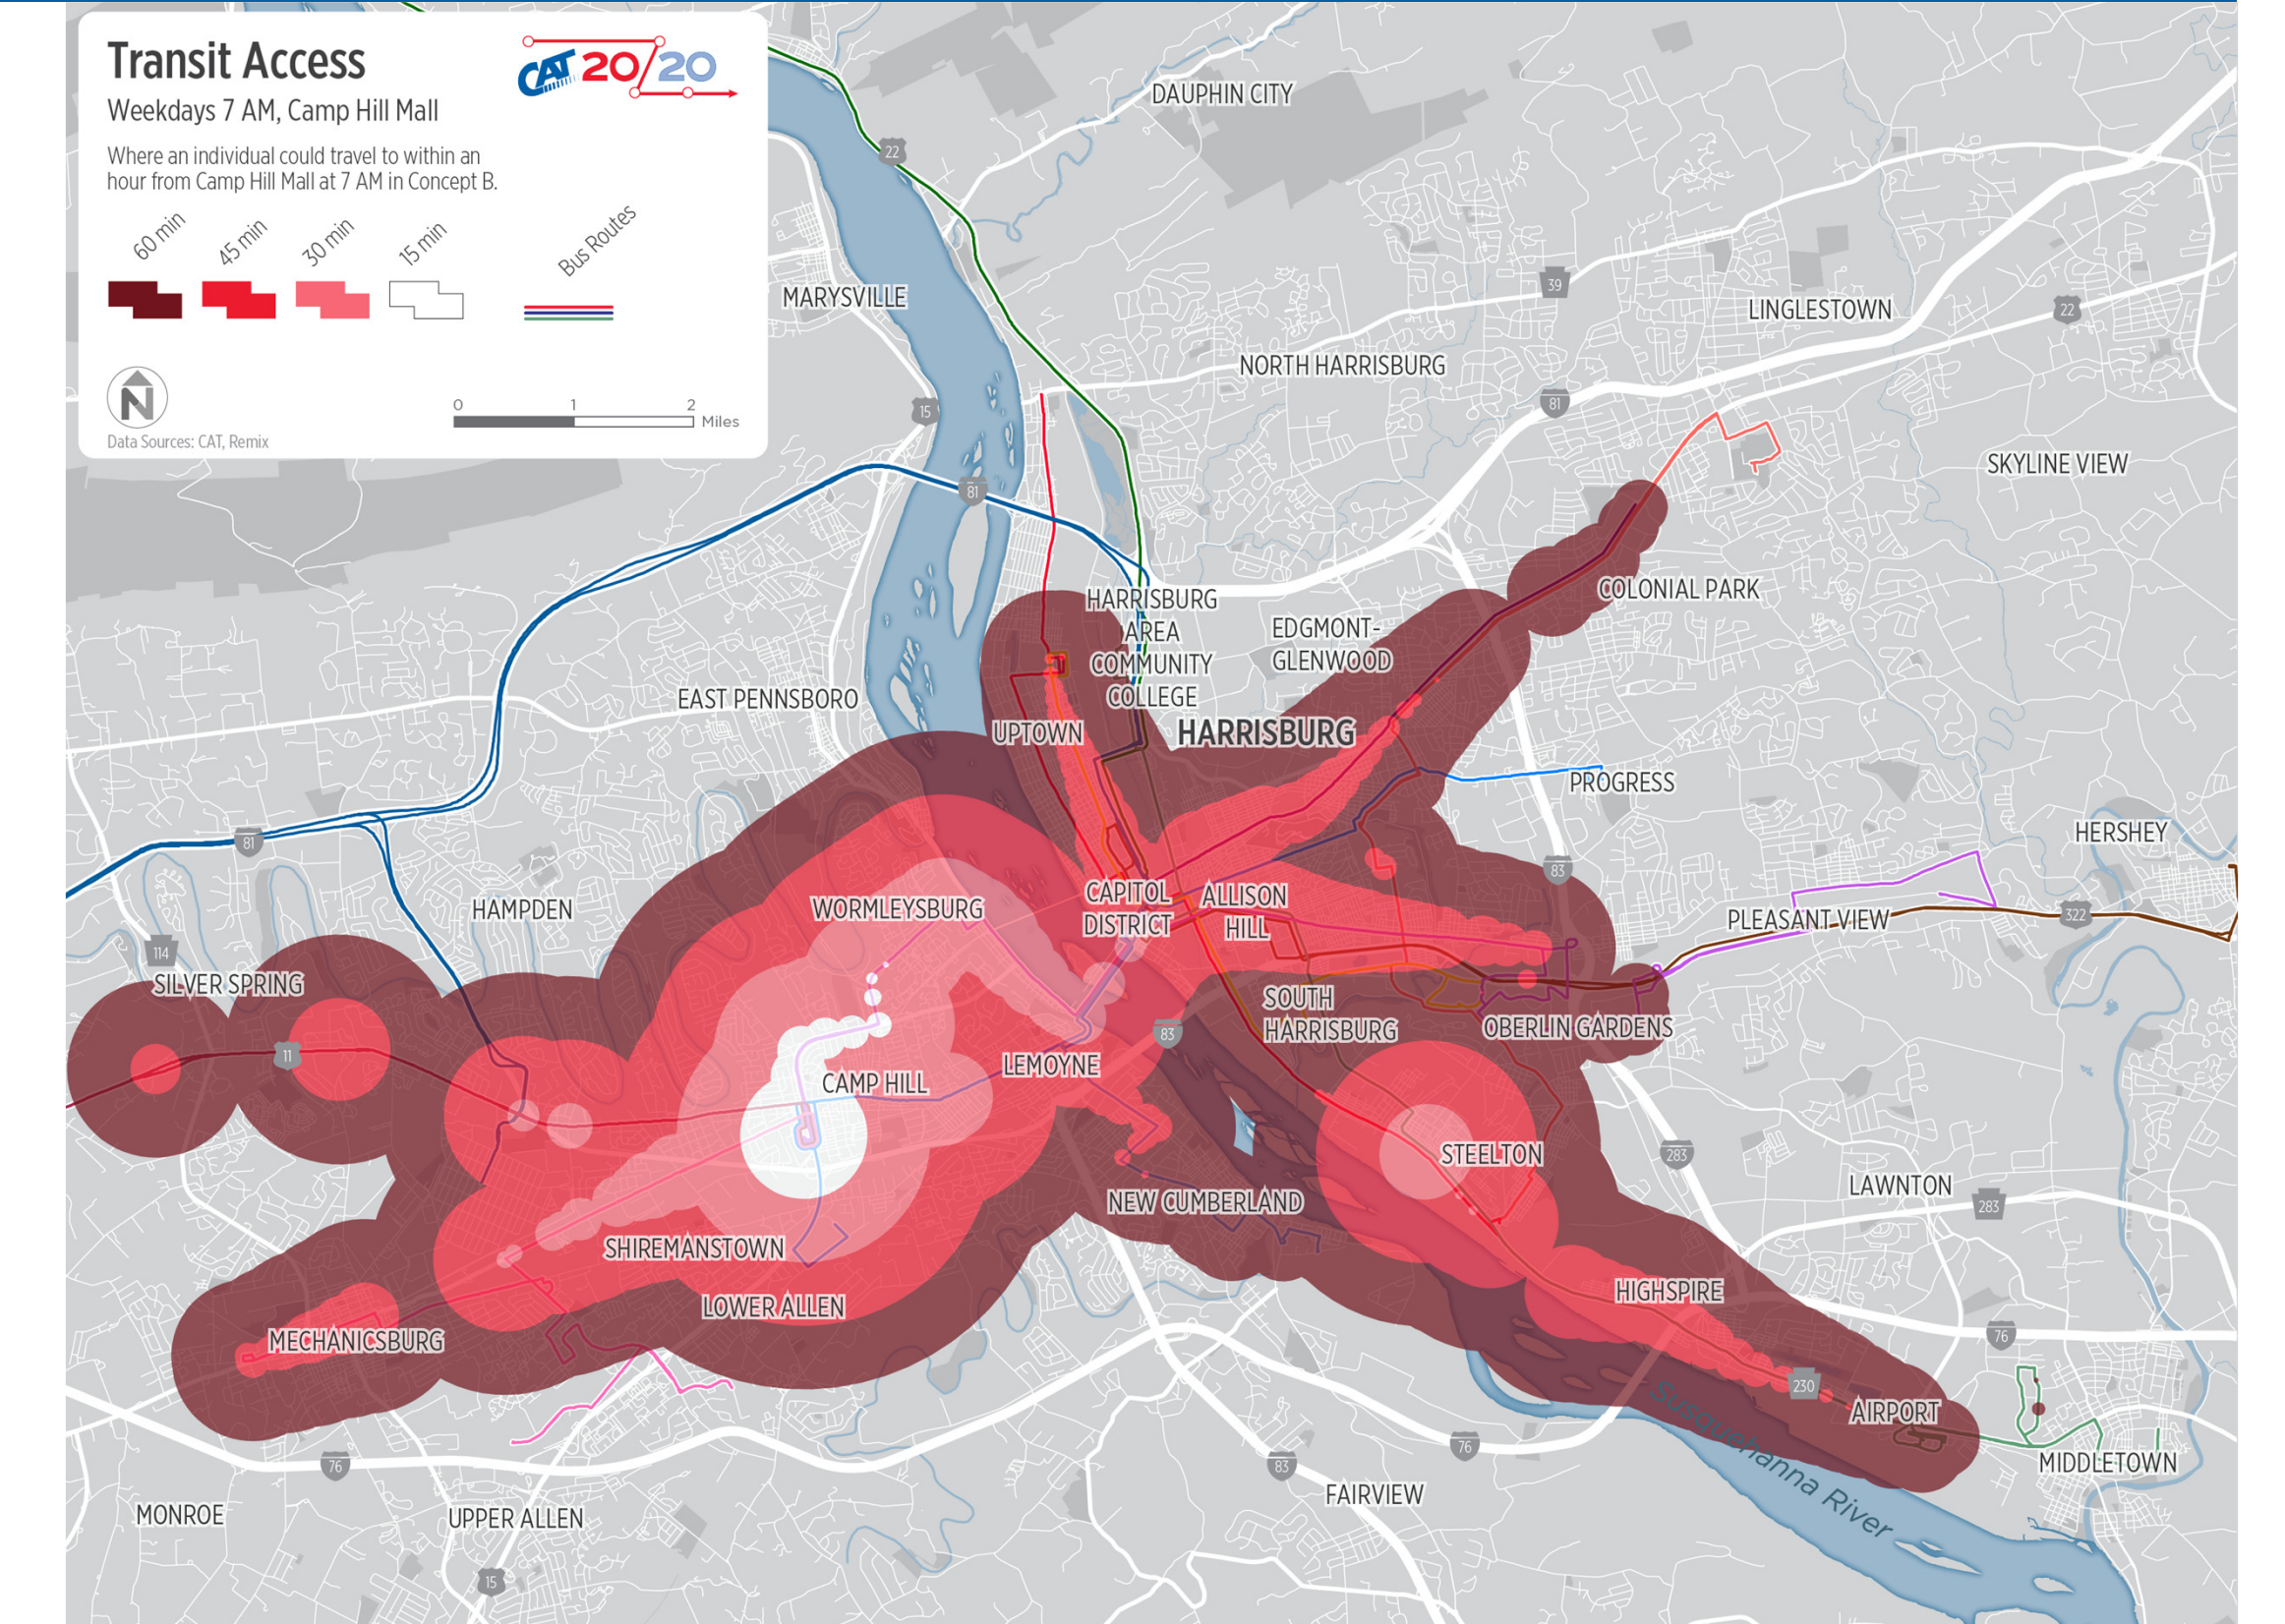 Transit Access
CAT 20/20
Weekdays 7 AM, Camp Hill Mall
Where an individual could travel to within an
hour from Camp Hill Mall at 7 AM in Concept B.
60 min
45 min
30 min
15 min
Bus Routes
N
0 1 2
Miles
Data Sources: CAT, Remix
DAUPHIN CITY
22
MARYSVILLE
39
LINGLESTOWN
22
NORTH HARRISBURG
15
81
SKYLINE VIEW
81
COLONIAL PARK
HARRISBURG
AREA
COMMUNITY
COLLEGE
EDGMONT-
GLENWOOD
EAST PENNSBORO
UPTOWN
HARRISBURG
PROGRESS
HERSHEY
81
83
HAMPDEN
WORMLEYSBURG
CAPITOL
DISTRICT
ALLISON
HILL
PLEASANT VIEW
322
114
SILVER SPRING
SOUTH
HARRISBURG
OBERLIN GARDENS
83
11
LEMOYNE
CAMP HILL
STEELTON
283
LAWNTON
283
NEW CUMBERLAND
SHIREMANSTOWN
LOWER ALLEN
HIGHSPIRE
MECHANICSBURG
76
230
AIRPORT
Susquehanna River
MIDDLETOWN
76
83
76
FAIRVIEW
MONROE
UPPER ALLEN
15